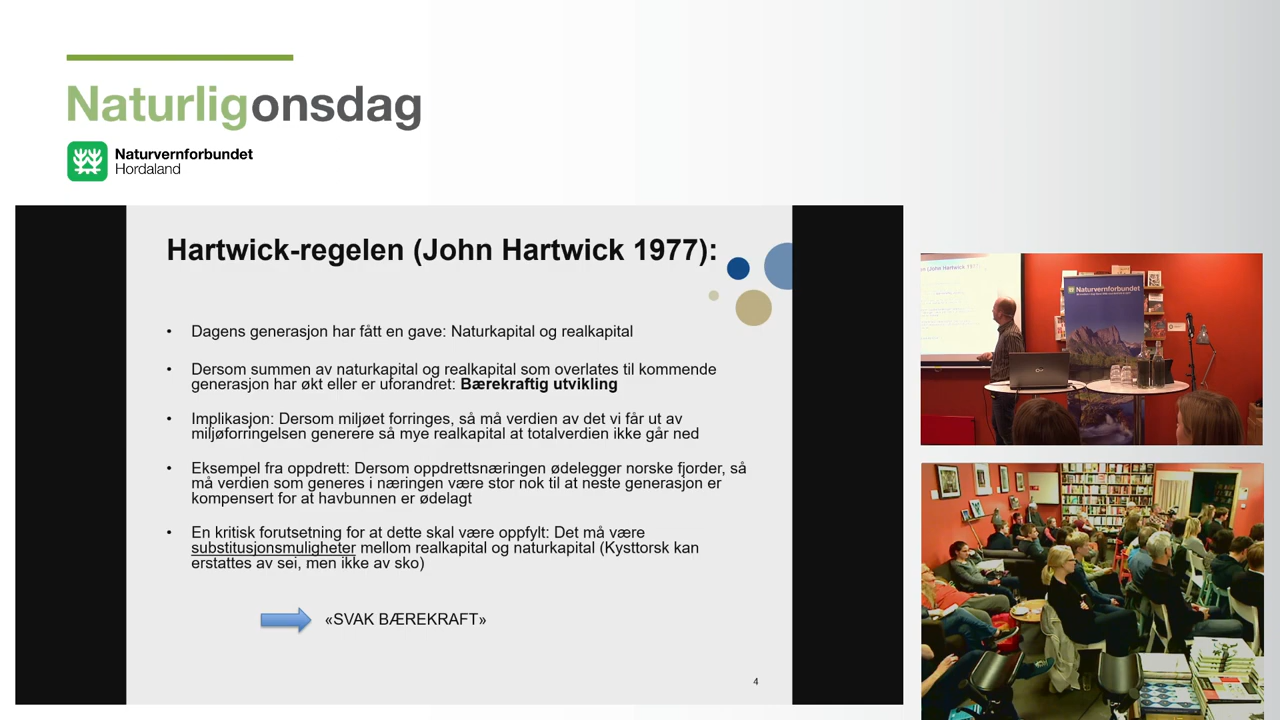 Naturligonsdag
Naturvernforbundet
Hordaland
Hartwick-regelen (John Hartwick 1977):
• Dagens generasjon har fått en gave: Naturkapital og realkapital
• Dersom summen av naturkapital og realkapital som overlates til kommende
generasjon har økt eller er uforandret: Bærekraftig utvikling
• Implikasjon: Dersom miljøet forringes, så må verdien av det vi får ut av
miljøforringelsen generere så mye realkapital at totalverdien ikke går ned
• Eksempel fra oppdrett: Dersom oppdrettsnæringen ødelegger norske fjorder, så
må verdien som generes i næringen være stor nok til at neste generasjon er
kompensert for at havbunnen er ødelagt
• En kritisk forutsetning for at dette skal være oppfylt: Det må være
substitusjonsmuligheter mellom realkapital og naturkapital (Kysttorsk kan
erstattes av sei, men ikke av sko)
«SVAK BÆREKRAFT»
4
Naturvernforbundet